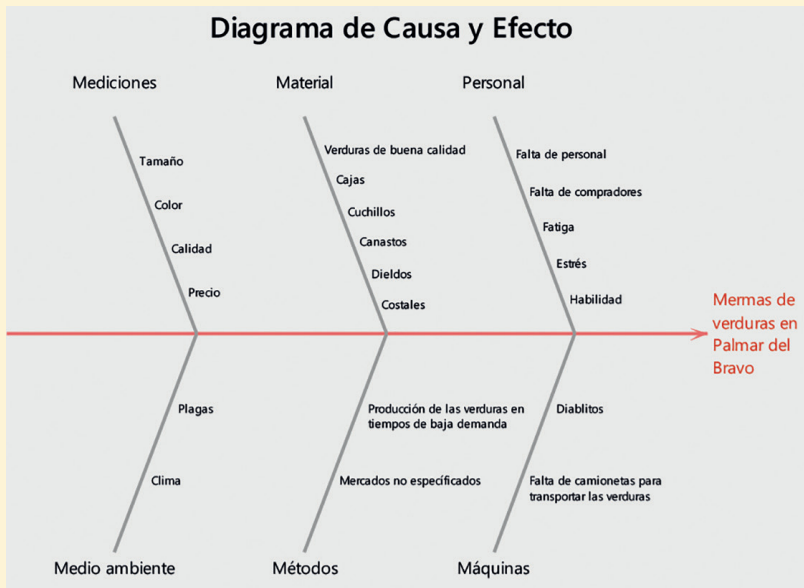 Diagrama de Causa y Efecto
Mediciones
Material
Personal
Tamaño
Color
Calidad
Precio
Verduras de buena calidad
Cajas
Cuchillos
Canastos
Dieldos
Costales
Falta de personal
Falta de compradores
Fatiga
Estrés
Habilidad
Mermas de
verduras en
Palmar del
Bravo
Plagas
Clima
Producción de las verduras en
tiempos de baja demanda
Mercados no específicados
Diablitos
Falta de camionetas para
transportar las verduras
Medio ambiente
Métodos
Máquinas